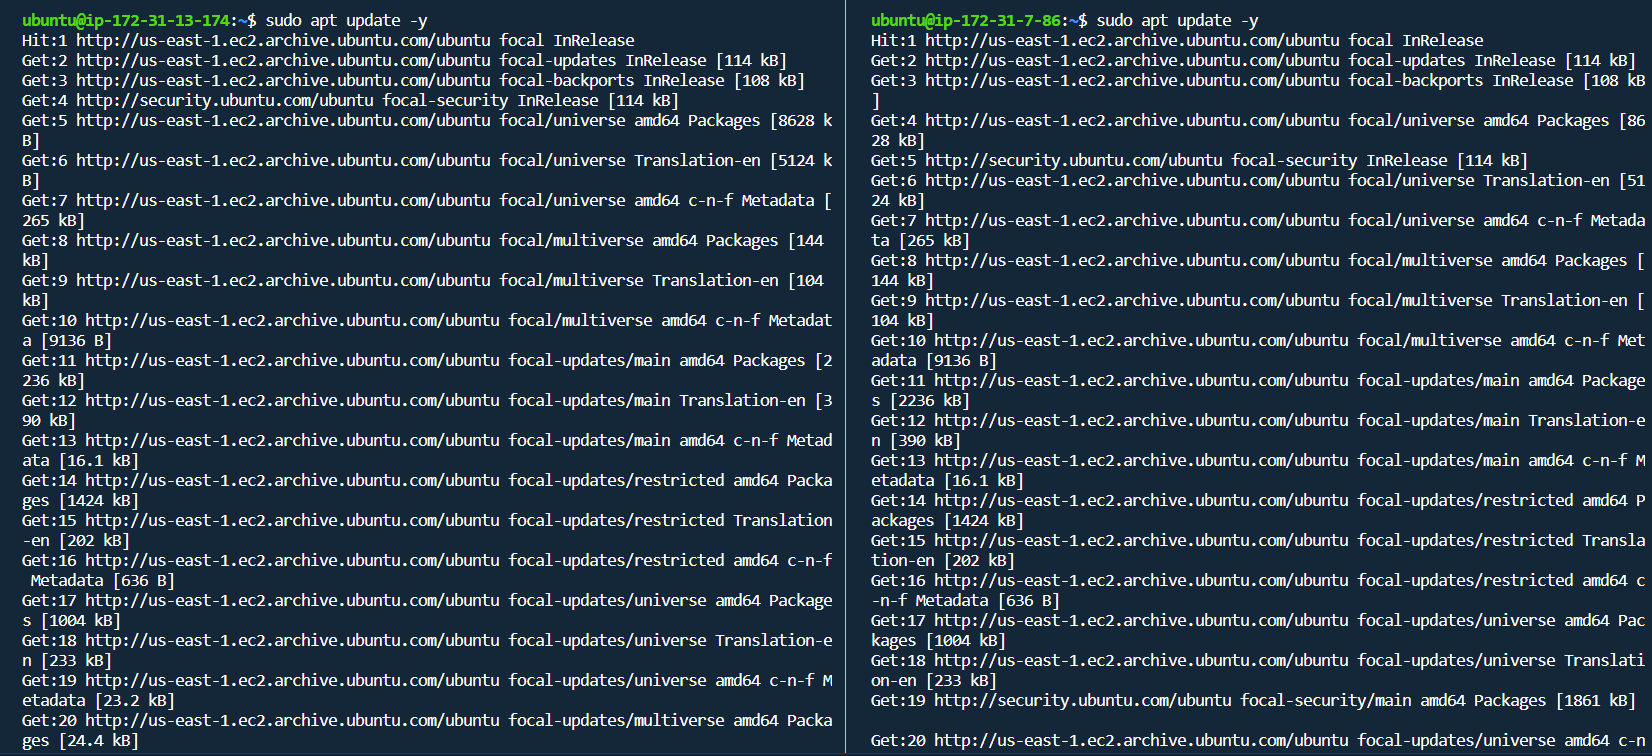 ubuntu@ip-172-31-13-174:~$ sudo apt update -y
Hit:1 http://us-east-1.ec2.archive.ubuntu.com/ubuntu focal InRelease
Get:2 http://us-east-1.ec2.archive.ubuntu.com/ubuntu focal-updates InRelease [114 kB]
Get:3 http://us-east-1.ec2.archive.ubuntu.com/ubuntu focal-backports InRelease [108 kB]
Get:4 http://security.ubuntu.com/ubuntu focal-security InRelease [114 kB]
Get:5 http://us-east-1.ec2.archive.ubuntu.com/ubuntu focal/universe amd64 Packages [8628 k
B]
Get:6 http://us-east-1.ec2.archive.ubuntu.com/ubuntu focal/universe Translation-en [5124 k
B]
Get:7 http://us-east-1.ec2.archive.ubuntu.com/ubuntu focal/universe amd64 c-n-f Metadata [
265 kB]
Get:8 http://us-east-1.ec2.archive.ubuntu.com/ubuntu focal/multiverse amd64 Packages [144
kB]
Get:9 http://us-east-1.ec2.archive.ubuntu.com/ubuntu focal/multiverse Translation-en [104
kB]
Get:10 http://us-east-1.ec2.archive.ubuntu.com/ubuntu focal/multiverse amd64 c-n-f Metadat
a [9136 B]
Get:11 http://us-east-1.ec2.archive.ubuntu.com/ubuntu focal-updates/main amd64 Packages [2
236 kB]
Get:12 http://us-east-1.ec2.archive.ubuntu.com/ubuntu focal-updates/main Translation-en [3
90 kB]
Get:13 http://us-east-1.ec2.archive.ubuntu.com/ubuntu focal-updates/main amd64 c-n-f Metad
ata [16.1 kB]
Get:14 http://us-east-1.ec2.archive.ubuntu.com/ubuntu focal-updates/restricted amd64 Packa
ges [1424 kB]
Get:15 http://us-east-1.ec2.archive.ubuntu.com/ubuntu focal-updates/restricted Translation
-en [202 kB]
Get:16 http://us-east-1.ec2.archive.ubuntu.com/ubuntu focal-updates/restricted amd64 c-n-f
Metadata [636 B]
Get:17 http://us-east-1.ec2.archive.ubuntu.com/ubuntu focal-updates/universe amd64 Package
s [1004 kB]
Get:18 http://us-east-1.ec2.archive.ubuntu.com/ubuntu focal-updates/universe Translation-e
n [233 kB]
Get:19 http://us-east-1.ec2.archive.ubuntu.com/ubuntu focal-updates/universe amd64 c-n-f M
etadata [23.2 kB]
Get:20 http://us-east-1.ec2.archive.ubuntu.com/ubuntu focal-updates/multiverse amd64 Packa
ges [24.4 kB]
ubuntu@ip-172-31-7-86:~$ sudo apt update -y
Hit:1 http://us-east-1.ec2.archive.ubuntu.com/ubuntu focal InRelease
Get:2 http://us-east-1.ec2.archive.ubuntu.com/ubuntu focal-updates InRelease [114 kB]
Get:3 http://us-east-1.ec2.archive.ubuntu.com/ubuntu focal-backports InRelease [108 kB
]
Get:4 http://us-east-1.ec2.archive.ubuntu.com/ubuntu focal/universe amd64 Packages [86
28 kB]
Get:5 http://security.ubuntu.com/ubuntu focal-security InRelease [114 kB]
Get:6 http://us-east-1.ec2.archive.ubuntu.com/ubuntu focal/universe Translation-en [51
24 kB]
Get:7 http://us-east-1.ec2.archive.ubuntu.com/ubuntu focal/universe amd64 c-n-f Metada
ta [265 kB]
Get:8 http://us-east-1.ec2.archive.ubuntu.com/ubuntu focal/multiverse amd64 Packages [
144 kB]
Get:9 http://us-east-1.ec2.archive.ubuntu.com/ubuntu focal/multiverse Translation-en [
104 kB]
Get:10 http://us-east-1.ec2.archive.ubuntu.com/ubuntu focal/multiverse amd64 c-n-f Met
adata [9136 B]
Get:11 http://us-east-1.ec2.archive.ubuntu.com/ubuntu focal-updates/main amd64 Package
s [2236 kB]
Get:12 http://us-east-1.ec2.archive.ubuntu.com/ubuntu focal-updates/main Translation-e
n [390 kB]
Get:13 http://us-east-1.ec2.archive.ubuntu.com/ubuntu focal-updates/main amd64 c-n-f M
etadata [16.1 kB]
Get:14 http://us-east-1.ec2.archive.ubuntu.com/ubuntu focal-updates/restricted amd64 P
ackages [1424 kB]
Get:15 http://us-east-1.ec2.archive.ubuntu.com/ubuntu focal-updates/restricted Transla
tion-en [202 kB]
Get:16 http://us-east-1.ec2.archive.ubuntu.com/ubuntu focal-updates/restricted amd64 c
-n-f Metadata [636 B]
Get:17 http://us-east-1.ec2.archive.ubuntu.com/ubuntu focal-updates/universe amd64 Pac
kages [1004 kB]
Get:18 http://us-east-1.ec2.archive.ubuntu.com/ubuntu focal-updates/universe Translati
on-en [233 kB]
Get:19 http://security.ubuntu.com/ubuntu focal-security/main amd64 Packages [1861 kB]
Get:20 http://us-east-1.ec2.archive.ubuntu.com/ubuntu focal-updates/universe amd64 c-n